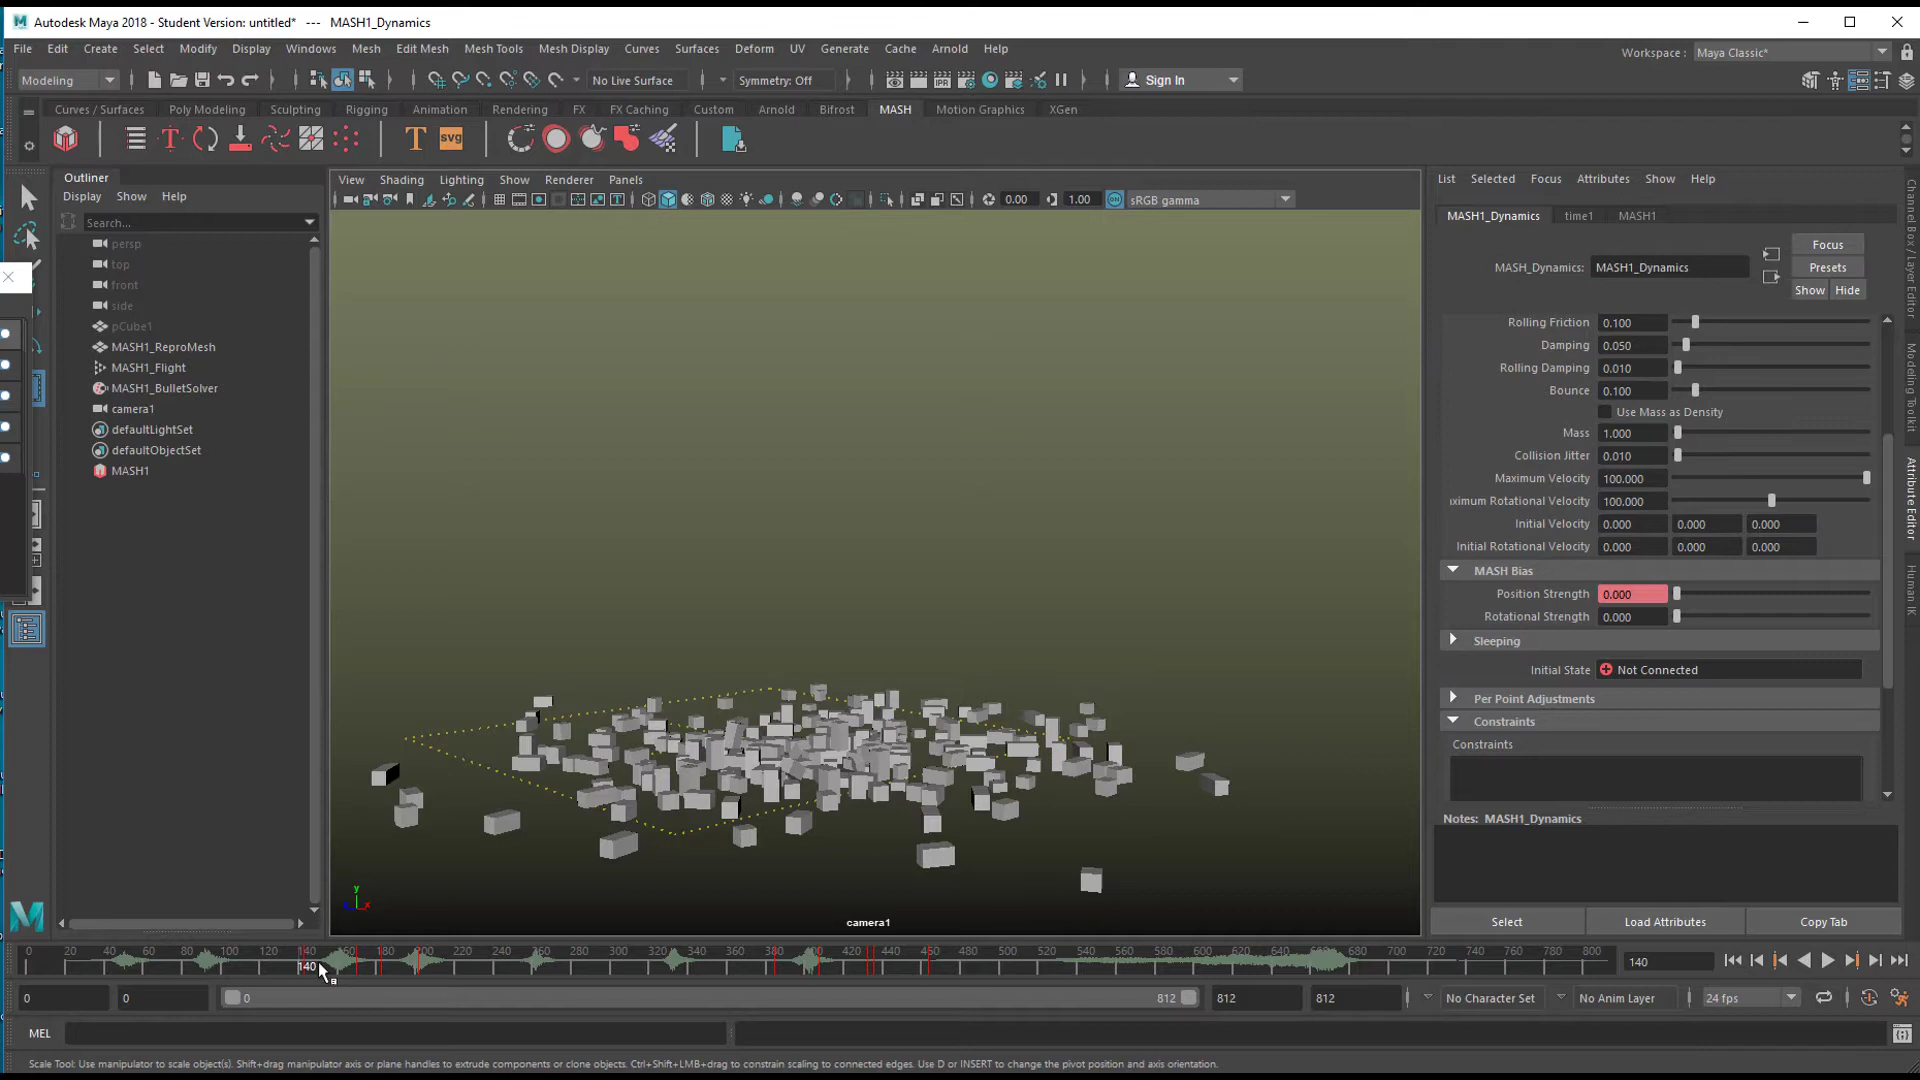 Autodesk Maya 2018 - Student Version: untitled*   ---   MASH1_Dynamics
File Edit Create Select Modify Display Windows Mesh Edit Mesh Mesh Tools Mesh Display Curves Surfaces Deform UV Generate Cache Arnold Help
Workspace : Maya Classic*
Modeling No Live Surface Symmetry: Off Sign In
Curves / Surfaces Poly Modeling Sculpting Rigging Animation Rendering FX FX Caching Custom Arnold Bifrost MASH Motion Graphics XGen
T T svg
Outliner
Display Show Help
Search...
persp
top
front
side
pCube1
MASH1_ReproMesh
MASH1_Flight
MASH1_BulletSolver
camera1
defaultLightSet
defaultObjectSet
MASH1
View Shading Lighting Show Renderer Panels
0.00 1.00 sRGB gamma
y
x
camera1
List Selected Focus Attributes Show Help
MASH1_Dynamics time1 MASH1
Focus
MASH_Dynamics: MASH1_Dynamics Presets
Show Hide
Rolling Friction 0.100
Damping 0.050
Rolling Damping 0.010
Bounce 0.100
Use Mass as Density
Mass 1.000
Collision Jitter 0.010
Maximum Velocity 100.000
ximum Rotational Velocity 100.000
Initial Velocity 0.000 0.000 0.000
Initial Rotational Velocity 0.000 0.000 0.000
MASH Bias
Position Strength 0.000
Rotational Strength 0.000
Sleeping
Initial State Not Connected
Per Point Adjustments
Constraints
Constraints
Notes: MASH1_Dynamics
Select Load Attributes Copy Tab
Channel Box / Layer Editor
Modeling Toolkit
Attribute Editor
Human IK
0 20 40 60 80 100 120 140 160 180 200 220 240 260 280 300 320 340 360 380 400 420 440 460 480 500 520 540 560 580 600 620 640 660 680 700 720 740 760 780 800
140
140
0 0 0 812 812 812 No Character Set No Anim Layer 24 fps
MEL
Scale Tool: Use manipulator to scale object(s). Shift+drag manipulator axis or plane handles to extrude components or clone objects. Ctrl+Shift+LMB+drag to constrain scaling to connected edges. Use D or INSERT to change the pivot position and axis orientation.